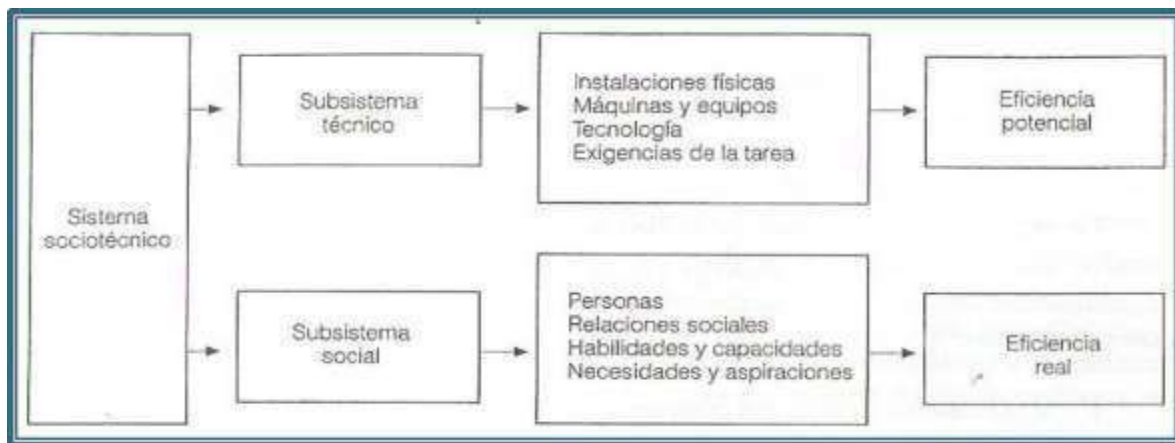 Sistema
sociotécnico
Subsistema
técnico
Instalaciones físicas
Máquinas y equipos
Tecnología
Exigencias de la tarea
Eficiencia
potencial
Subsistema
social
Personas
Relaciones sociales
Habilidades y capacidades
Necesidades y aspiraciones
Eficiencia
real